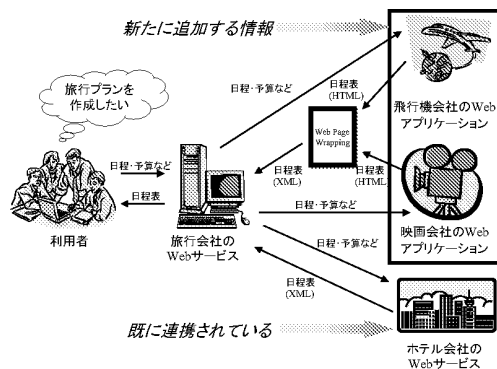 新たに追加する情報
旅行プランを
作成したい
日程・予算など
日程表
(HTML)
飛行機会社のWeb
アプリケーション
Web Page
Wrapping
日程・予算など
日程表
(XML)
日程表
(HTML)
日程表
利用者
旅行会社の
Webサービス
日程・予算など
映画会社のWeb
アプリケーション
日程・予算など
日程表
(XML)
既に連携されている
ホテル会社の
Webサービス